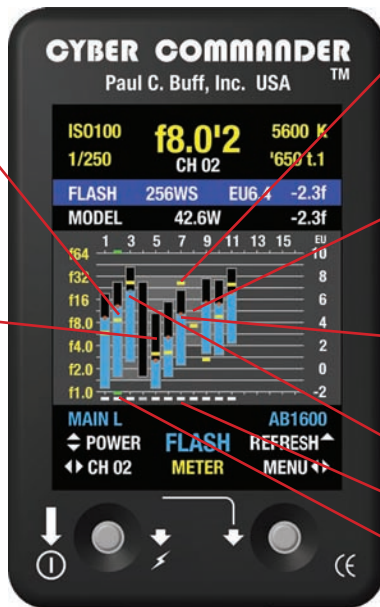 CYBER COMMANDER
TM
Paul C. Buff, Inc. USA
ISO100 f8.0'2 5600 K
1/250 CH 02 '650 t.1
FLASH 256WS EU6.4 -2.3f
MODEL 42.6W -2.3f
1 3 5 7 9 11 13 15 EU
f64 10
f32 8
f16 6
f8.0 4
f4.0 2
f2.0 0
f1.0 -2
MAIN L AB1600
POWER FLASH REFRESH
CH 02 METER MENU
CE